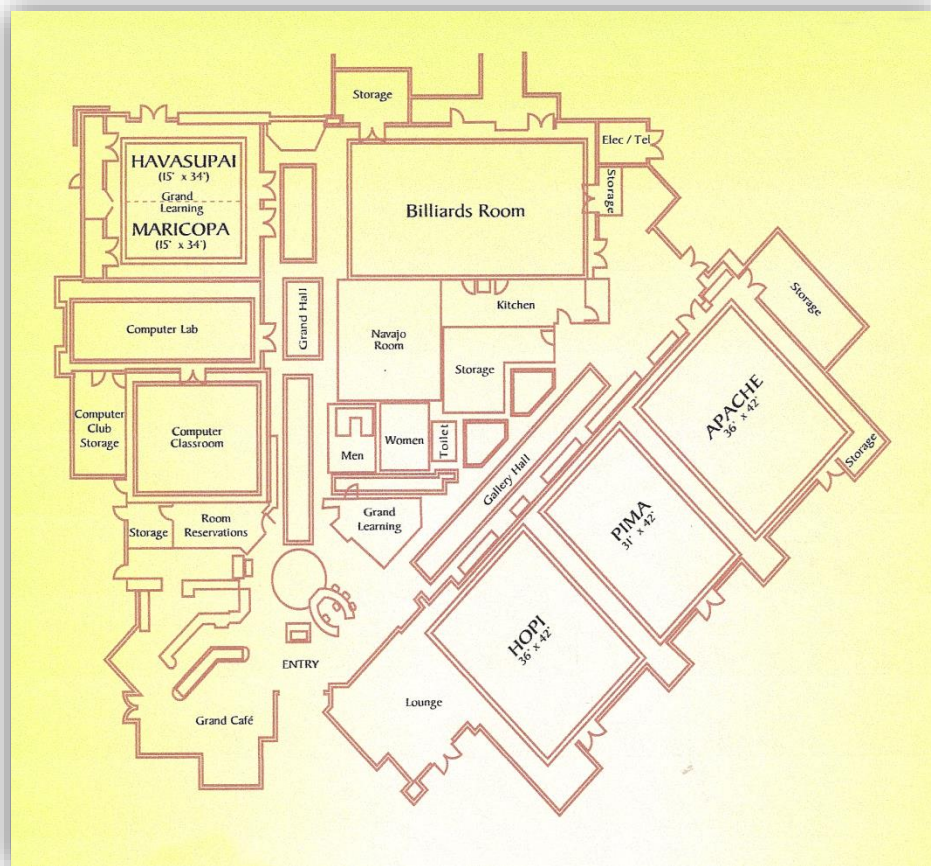 Storage
Elec / Tel
HAVASUPAI
(15' x 34')
Grand
Learning
MARICOPA
(15' x 34')
Billiards Room
Storage
Storage
Computer Lab
Grand Hall
Navajo
Room
Kitchen
Storage
Computer
Club
Storage
Computer
Classroom
Men
Women
Toilet
Gallery Hall
APACHE
36' x 42'
Storage
PIMA
31' x 42'
Storage
Room
Reservations
Grand
Learning
HOPI
36' x 42'
ENTRY
Lounge
Grand Café